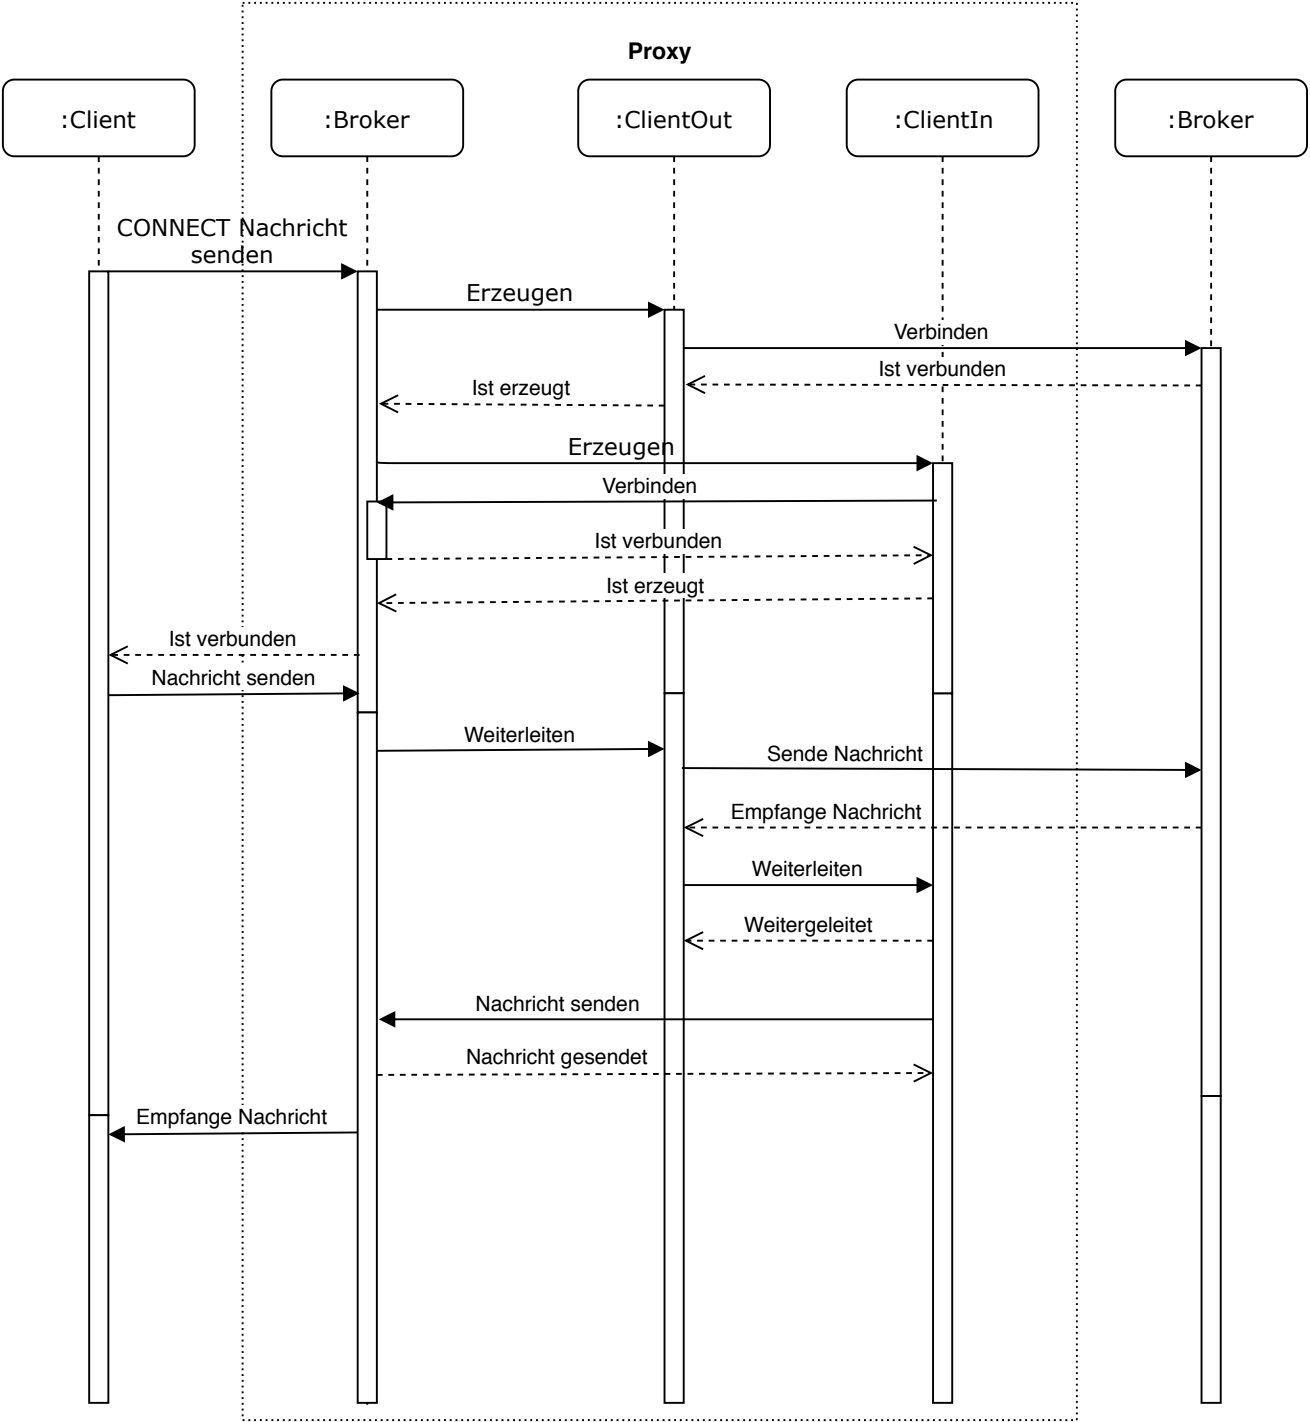 Proxy
:Client
:Broker
:ClientOut
:ClientIn
:Broker
CONNECT Nachricht
senden
Erzeugen
Verbinden
Ist verbunden
Ist erzeugt
Erzeugen
Verbinden
Ist verbunden
Ist erzeugt
Ist verbunden
Nachricht senden
Weiterleiten
Sende Nachricht
Empfange Nachricht
Weiterleiten
Weitergeleitet
Nachricht senden
Nachricht gesendet
Empfange Nachricht